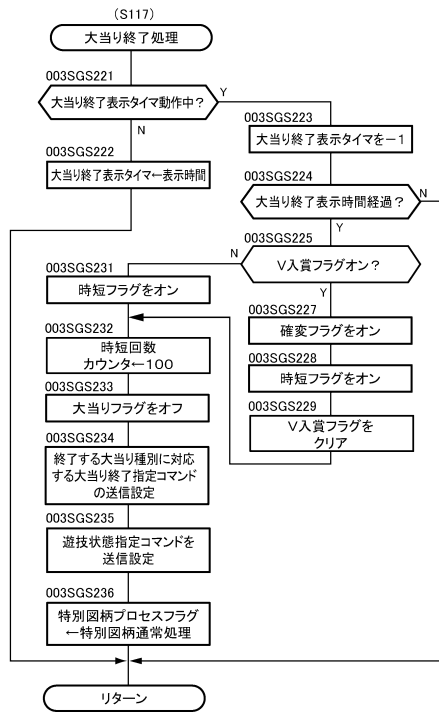 (S117)
大当り終了処理
003SGS221
大当り終了表示タイマ動作中？
Y
N
003SGS222
大当り終了表示タイマ←表示時間
003SGS223
大当り終了表示タイマを－1
003SGS224
大当り終了表示時間経過？
N
Y
003SGS225
V入賞フラグオン？
N
Y
003SGS227
確変フラグをオン
003SGS228
時短フラグをオン
003SGS229
V入賞フラグを
クリア
003SGS231
時短フラグをオン
003SGS232
時短回数
カウンタ←100
003SGS233
大当りフラグをオフ
003SGS234
終了する大当り種別に対応
する大当り終了指定コマンド
の送信設定
003SGS235
遊技状態指定コマンドを
送信設定
003SGS236
特別図柄プロセスフラグ
←特別図柄通常処理
リターン